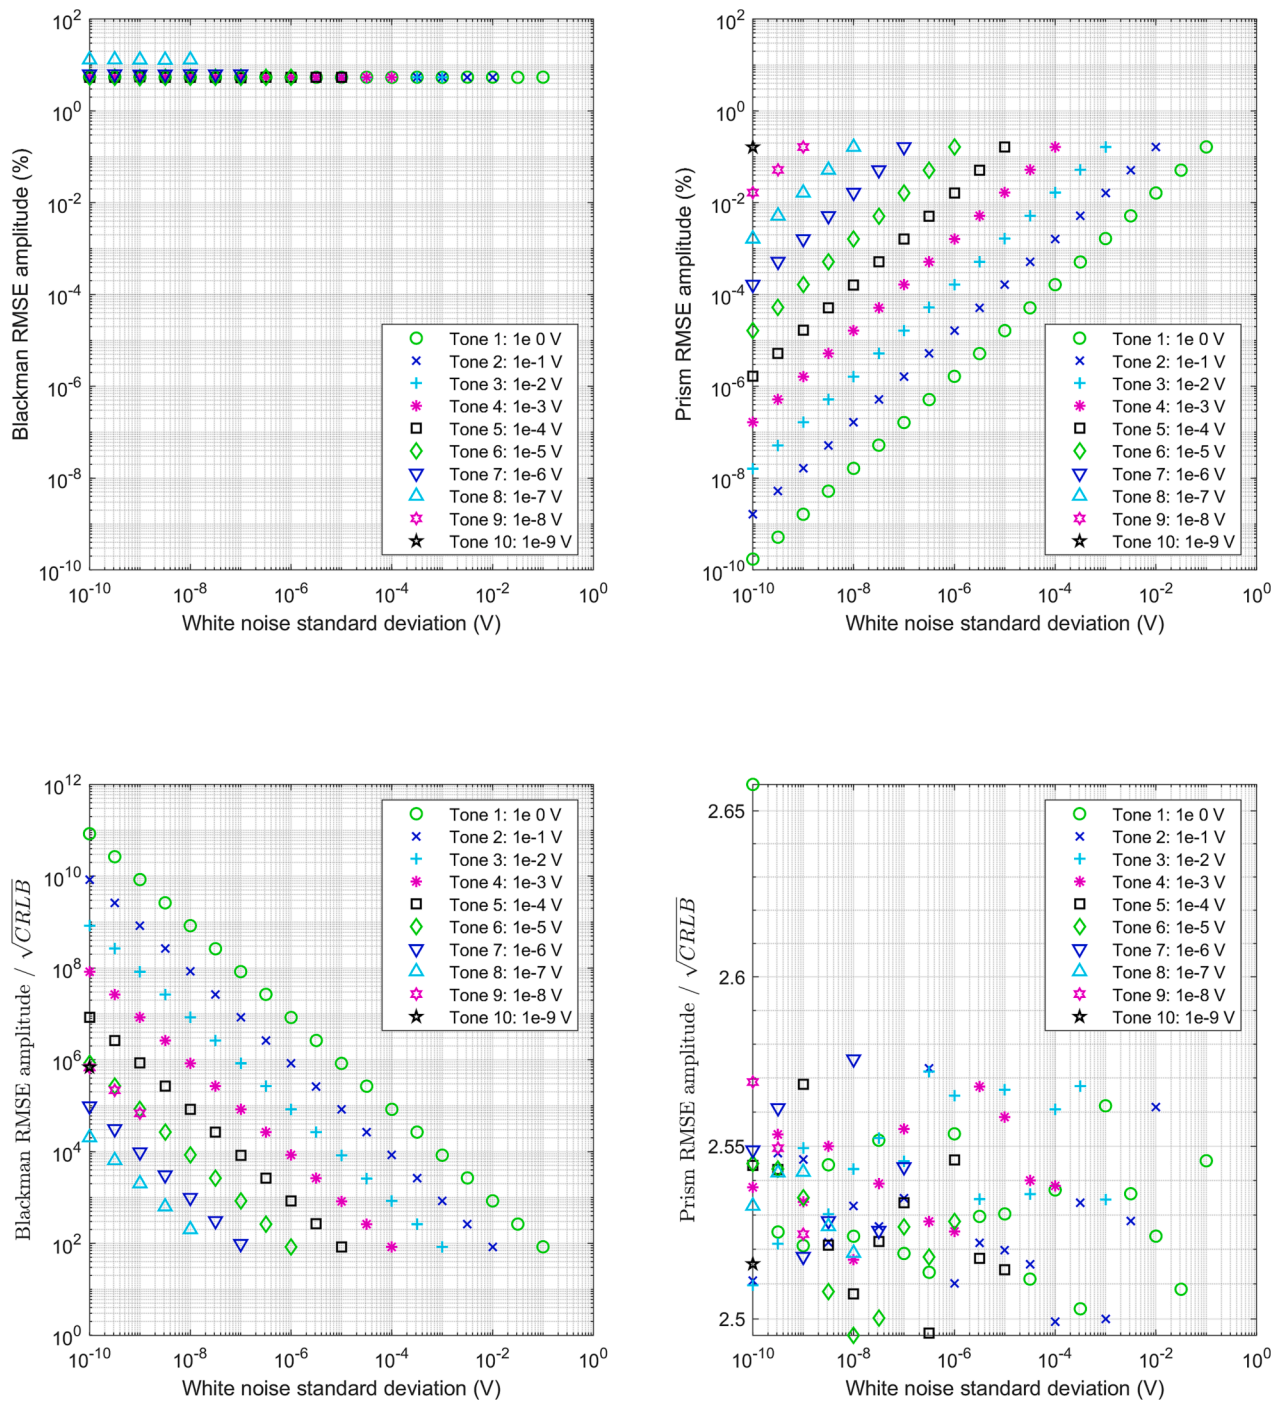 Blackman RMSE amplitude (%)
10^2
10^0
10^-2
10^-4
10^-6
10^-8
10^-10
Tone 1: 1e 0 V
Tone 2: 1e-1 V
Tone 3: 1e-2 V
Tone 4: 1e-3 V
Tone 5: 1e-4 V
Tone 6: 1e-5 V
Tone 7: 1e-6 V
Tone 8: 1e-7 V
Tone 9: 1e-8 V
Tone 10: 1e-9 V
10^-10 10^-8 10^-6 10^-4 10^-2 10^0
White noise standard deviation (V)
Prism RMSE amplitude (%)
10^2
10^0
10^-2
10^-4
10^-6
10^-8
10^-10
Tone 1: 1e 0 V
Tone 2: 1e-1 V
Tone 3: 1e-2 V
Tone 4: 1e-3 V
Tone 5: 1e-4 V
Tone 6: 1e-5 V
Tone 7: 1e-6 V
Tone 8: 1e-7 V
Tone 9: 1e-8 V
Tone 10: 1e-9 V
10^-10 10^-8 10^-6 10^-4 10^-2 10^0
White noise standard deviation (V)
Blackman RMSE amplitude / √CRLB
10^12
10^10
10^8
10^6
10^4
10^2
10^0
Tone 1: 1e 0 V
Tone 2: 1e-1 V
Tone 3: 1e-2 V
Tone 4: 1e-3 V
Tone 5: 1e-4 V
Tone 6: 1e-5 V
Tone 7: 1e-6 V
Tone 8: 1e-7 V
Tone 9: 1e-8 V
Tone 10: 1e-9 V
10^-10 10^-8 10^-6 10^-4 10^-2 10^0
White noise standard deviation (V)
Prism RMSE amplitude / √CRLB
2.65
2.6
2.55
2.5
Tone 1: 1e 0 V
Tone 2: 1e-1 V
Tone 3: 1e-2 V
Tone 4: 1e-3 V
Tone 5: 1e-4 V
Tone 6: 1e-5 V
Tone 7: 1e-6 V
Tone 8: 1e-7 V
Tone 9: 1e-8 V
Tone 10: 1e-9 V
10^-10 10^-8 10^-6 10^-4 10^-2 10^0
White noise standard deviation (V)